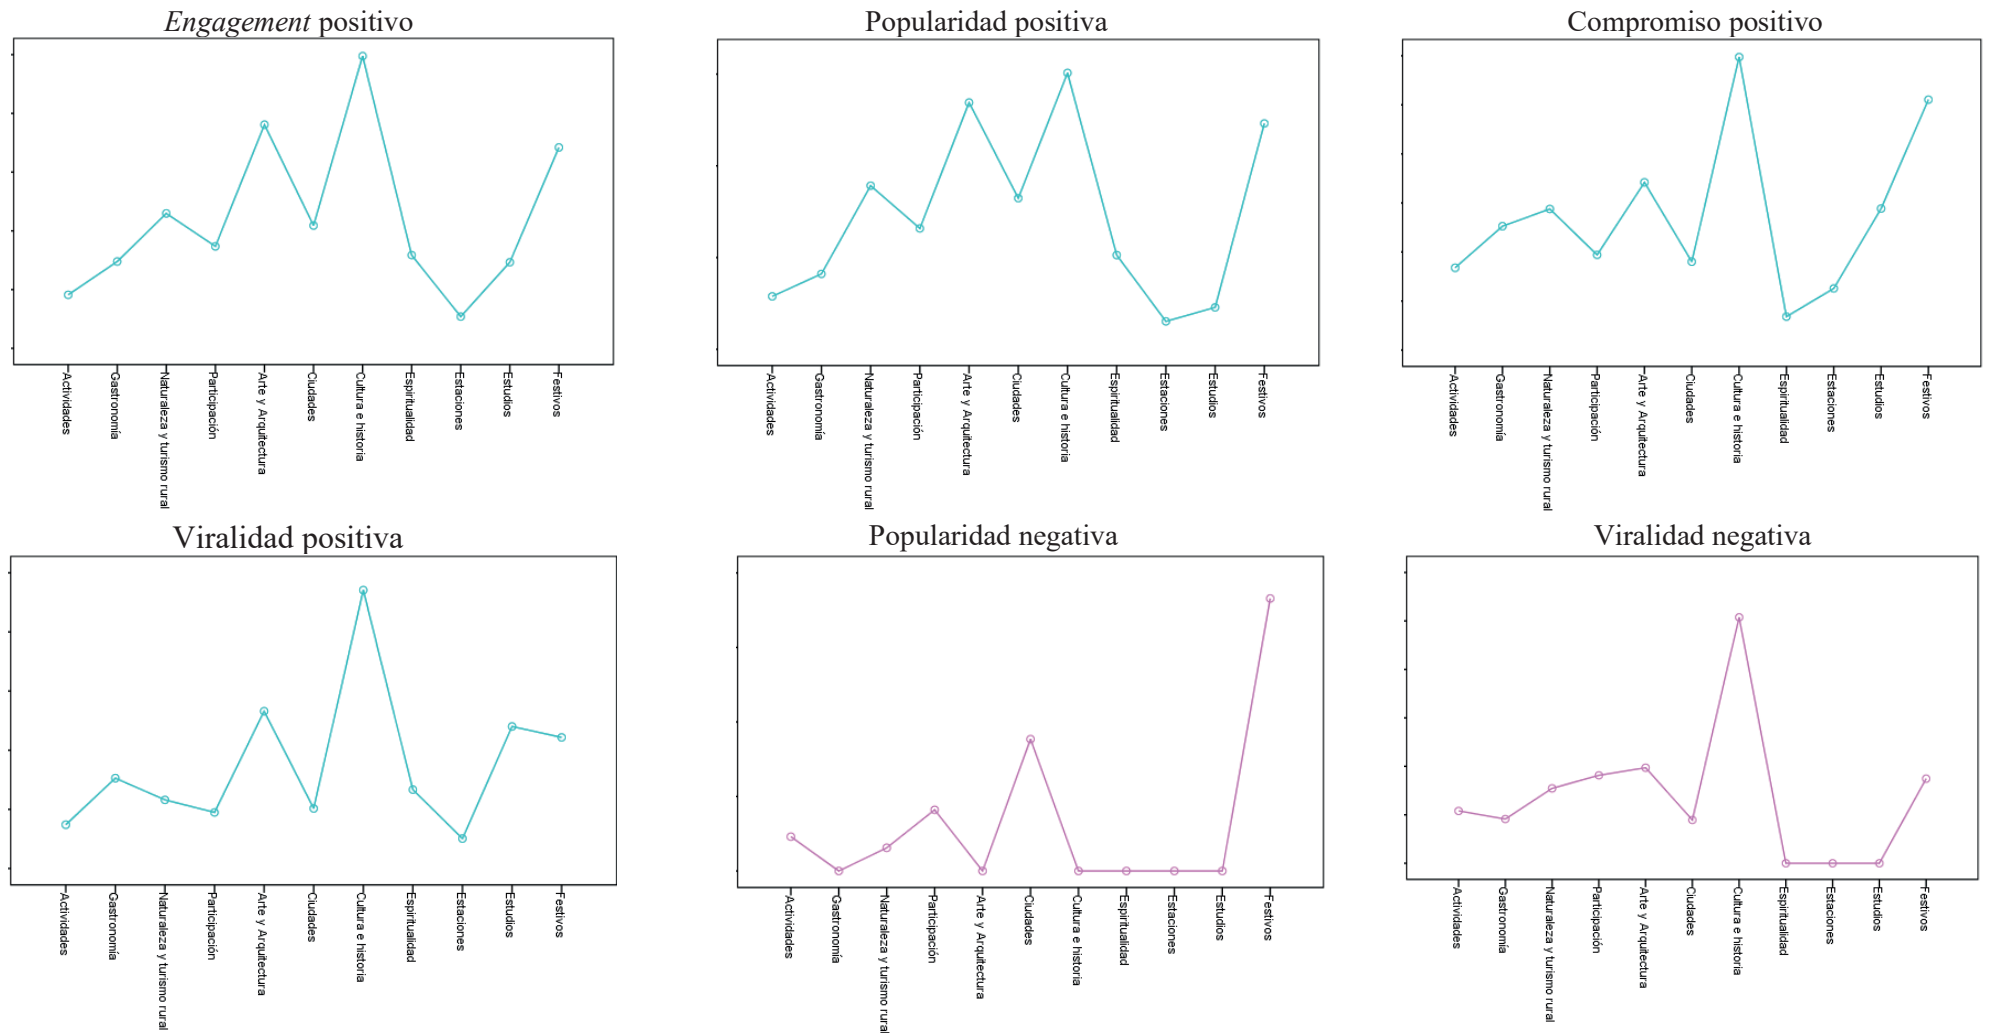 Engagement positivo
Popularidad positiva
Compromiso positivo
Actividades
Gastronomía
Naturaleza y turismo rural
Participación
Arte y Arquitectura
Ciudades
Cultura e historia
Espiritualidad
Estaciones
Estudios
Festivos
Actividades
Gastronomía
Naturaleza y turismo rural
Participación
Arte y Arquitectura
Ciudades
Cultura e historia
Espiritualidad
Estaciones
Estudios
Festivos
Actividades
Gastronomía
Naturaleza y turismo rural
Participación
Arte y Arquitectura
Ciudades
Cultura e historia
Espiritualidad
Estaciones
Estudios
Festivos
Viralidad positiva
Popularidad negativa
Viralidad negativa
Actividades
Gastronomía
Naturaleza y turismo rural
Participación
Arte y Arquitectura
Ciudades
Cultura e historia
Espiritualidad
Estaciones
Estudios
Festivos
Actividades
Gastronomía
Naturaleza y turismo rural
Participación
Arte y Arquitectura
Ciudades
Cultura e historia
Espiritualidad
Estaciones
Estudios
Festivos
Actividades
Gastronomía
Naturaleza y turismo rural
Participación
Arte y Arquitectura
Ciudades
Cultura e historia
Espiritualidad
Estaciones
Estudios
Festivos